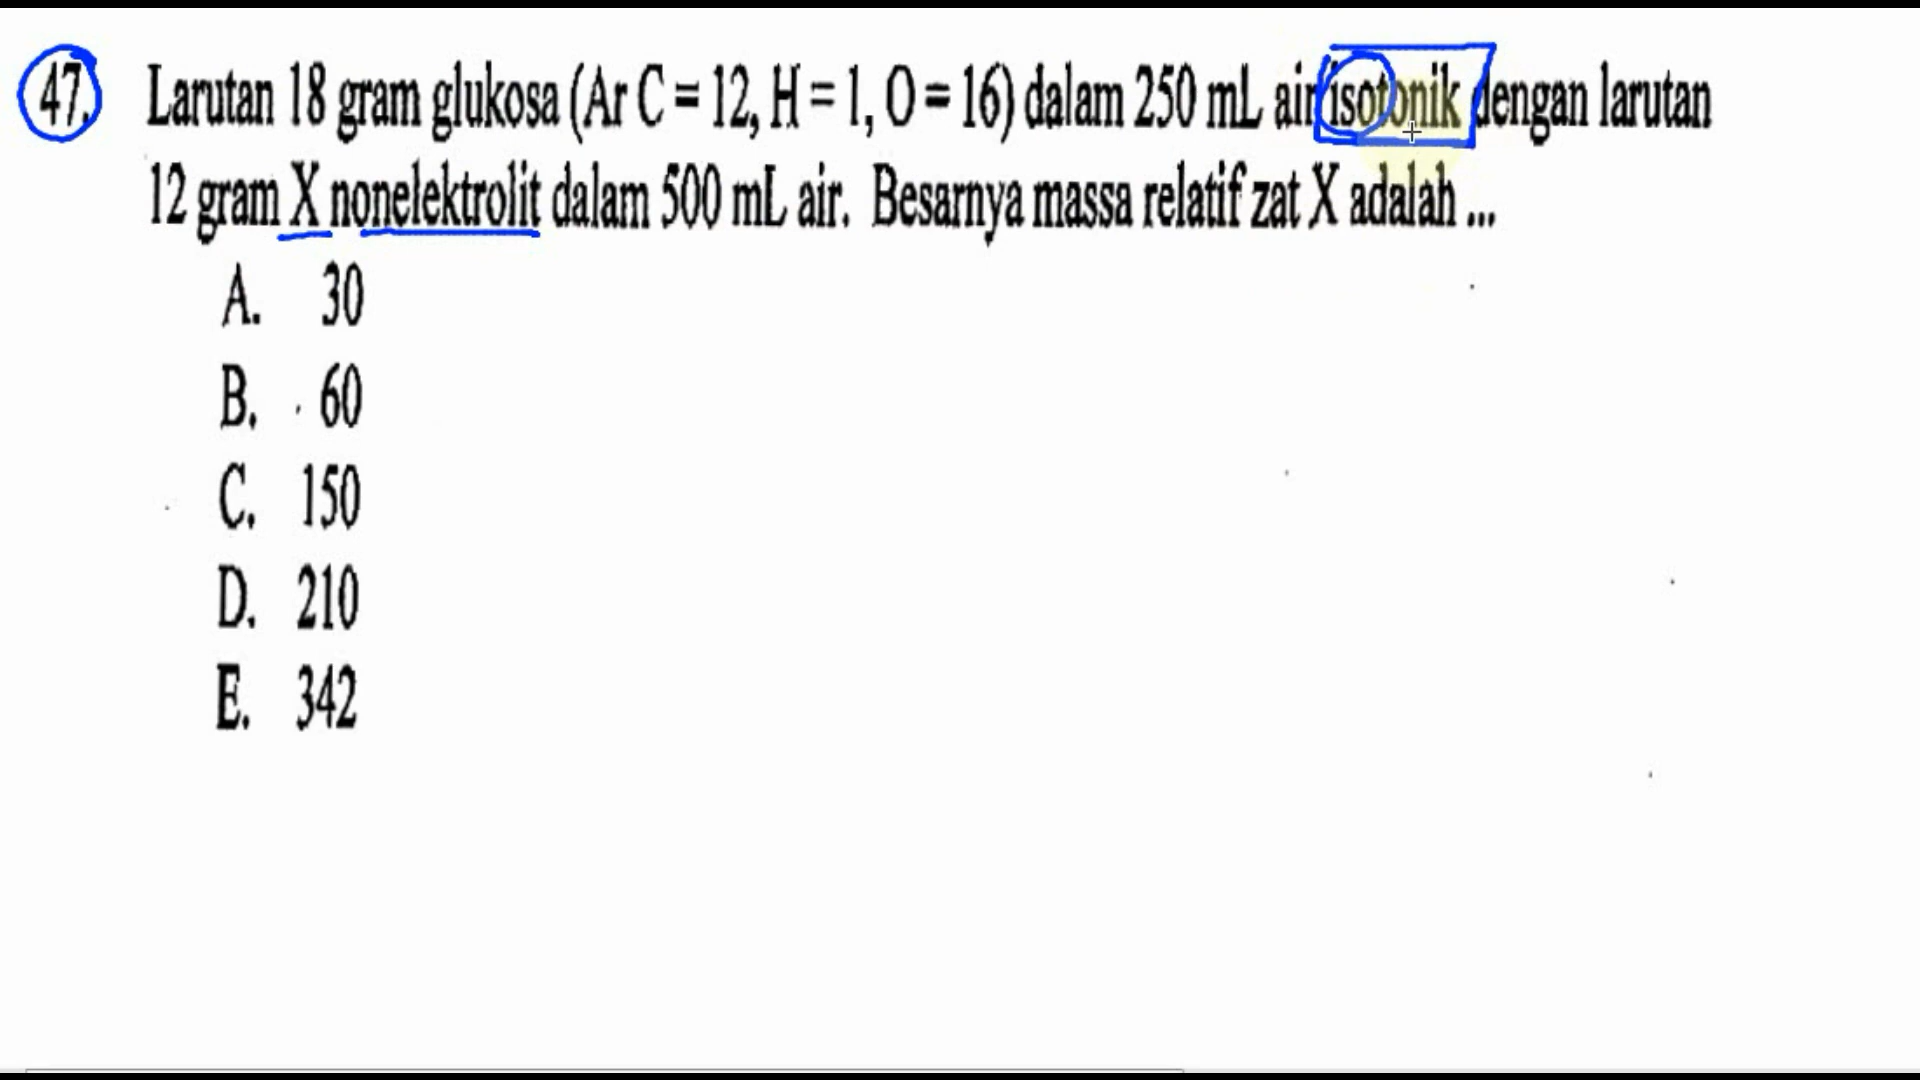 47. Larutan 18 gram glukosa (Ar C = 12, H = 1, O = 16) dalam 250 mL air isotonik dengan larutan
12 gram X nonelektrolit dalam 500 mL air. Besarnya massa relatif zat X adalah ...
A. 30
B. 60
C. 150
D. 210
E. 342